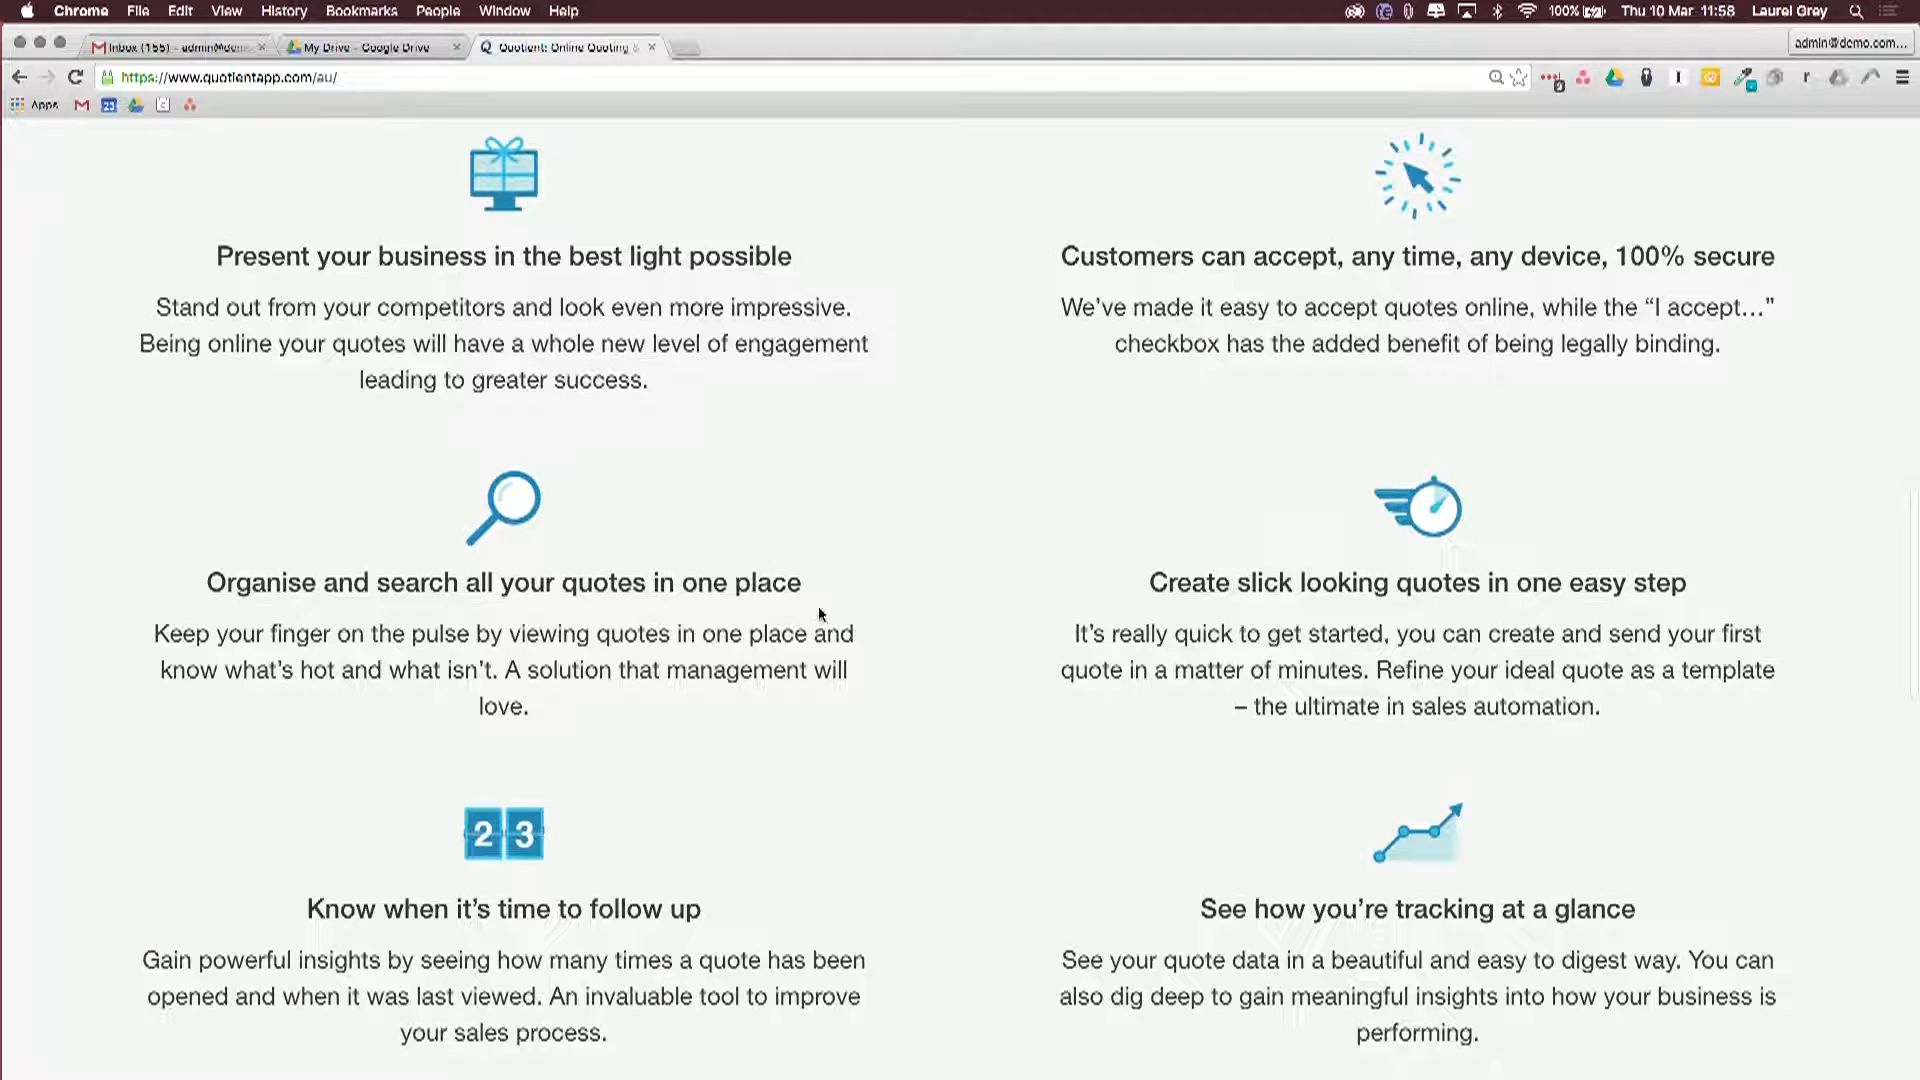 Chrome File Edit View History Bookmarks People Window Help 100% Thu 10 Mar 11:58 Laurel Grey
Inbox (155) - admin@dem My Drive - Google Drive Quotient: Online Quoting & admin@demo.com...
https://www.quotientapp.com/au/
Apps
Present your business in the best light possible
Stand out from your competitors and look even more impressive.
Being online your quotes will have a whole new level of engagement
leading to greater success.
Customers can accept, any time, any device, 100% secure
We’ve made it easy to accept quotes online, while the “I accept…”
checkbox has the added benefit of being legally binding.
Organise and search all your quotes in one place
Keep your finger on the pulse by viewing quotes in one place and
know what’s hot and what isn’t. A solution that management will
love.
Create slick looking quotes in one easy step
It’s really quick to get started, you can create and send your first
quote in a matter of minutes. Refine your ideal quote as a template
– the ultimate in sales automation.
2 3
Know when it’s time to follow up
Gain powerful insights by seeing how many times a quote has been
opened and when it was last viewed. An invaluable tool to improve
your sales process.
See how you’re tracking at a glance
See your quote data in a beautiful and easy to digest way. You can
also dig deep to gain meaningful insights into how your business is
performing.